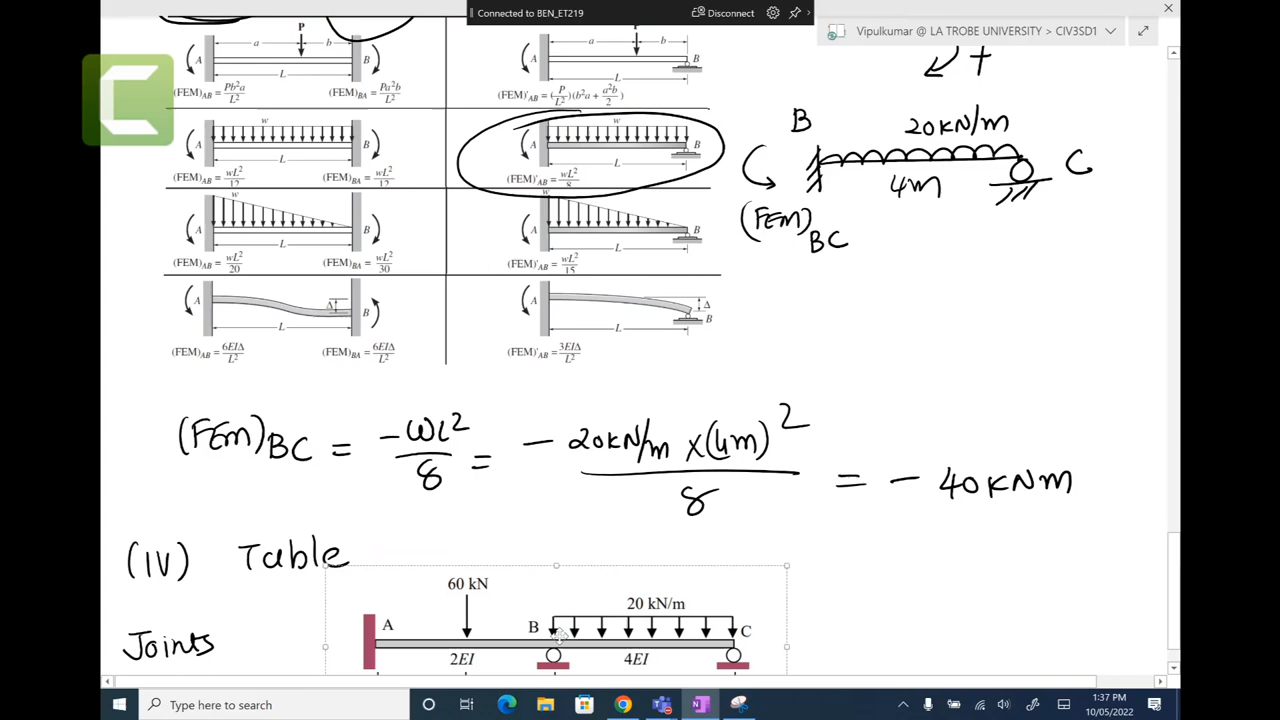 Connected to BEN_ET219 Disconnect
Vipulkumar @ LA TROBE UNIVERSITY > CIV3SD1
P
a b a b
A B A B
L L
(FEM)AB = Pb²a/L² (FEM)BA = Pa²b/L² (FEM)'AB = (P/L²)(b²a + a²b/2)
w w
A B A B
L L
(FEM)AB = wL²/12 (FEM)BA = wL²/12 (FEM)'AB = wL²/8
w w
A B A B
L L
(FEM)AB = wL²/20 (FEM)BA = wL²/30 (FEM)'AB = wL²/15
A Δ B A Δ B
L L
(FEM)AB = 6EIΔ/L² (FEM)BA = 6EIΔ/L² (FEM)'AB = 3EIΔ/L²
+
B 20KN/m C
4m
(FEM)BC
(FEM)BC = -WL²/8 = - 20KN/m x(4m)²/8 = - 40KNm
(IV) Table
60 kN
20 kN/m
A B C
2EI 4EI
Joints
Type here to search
1:37 PM
10/05/2022